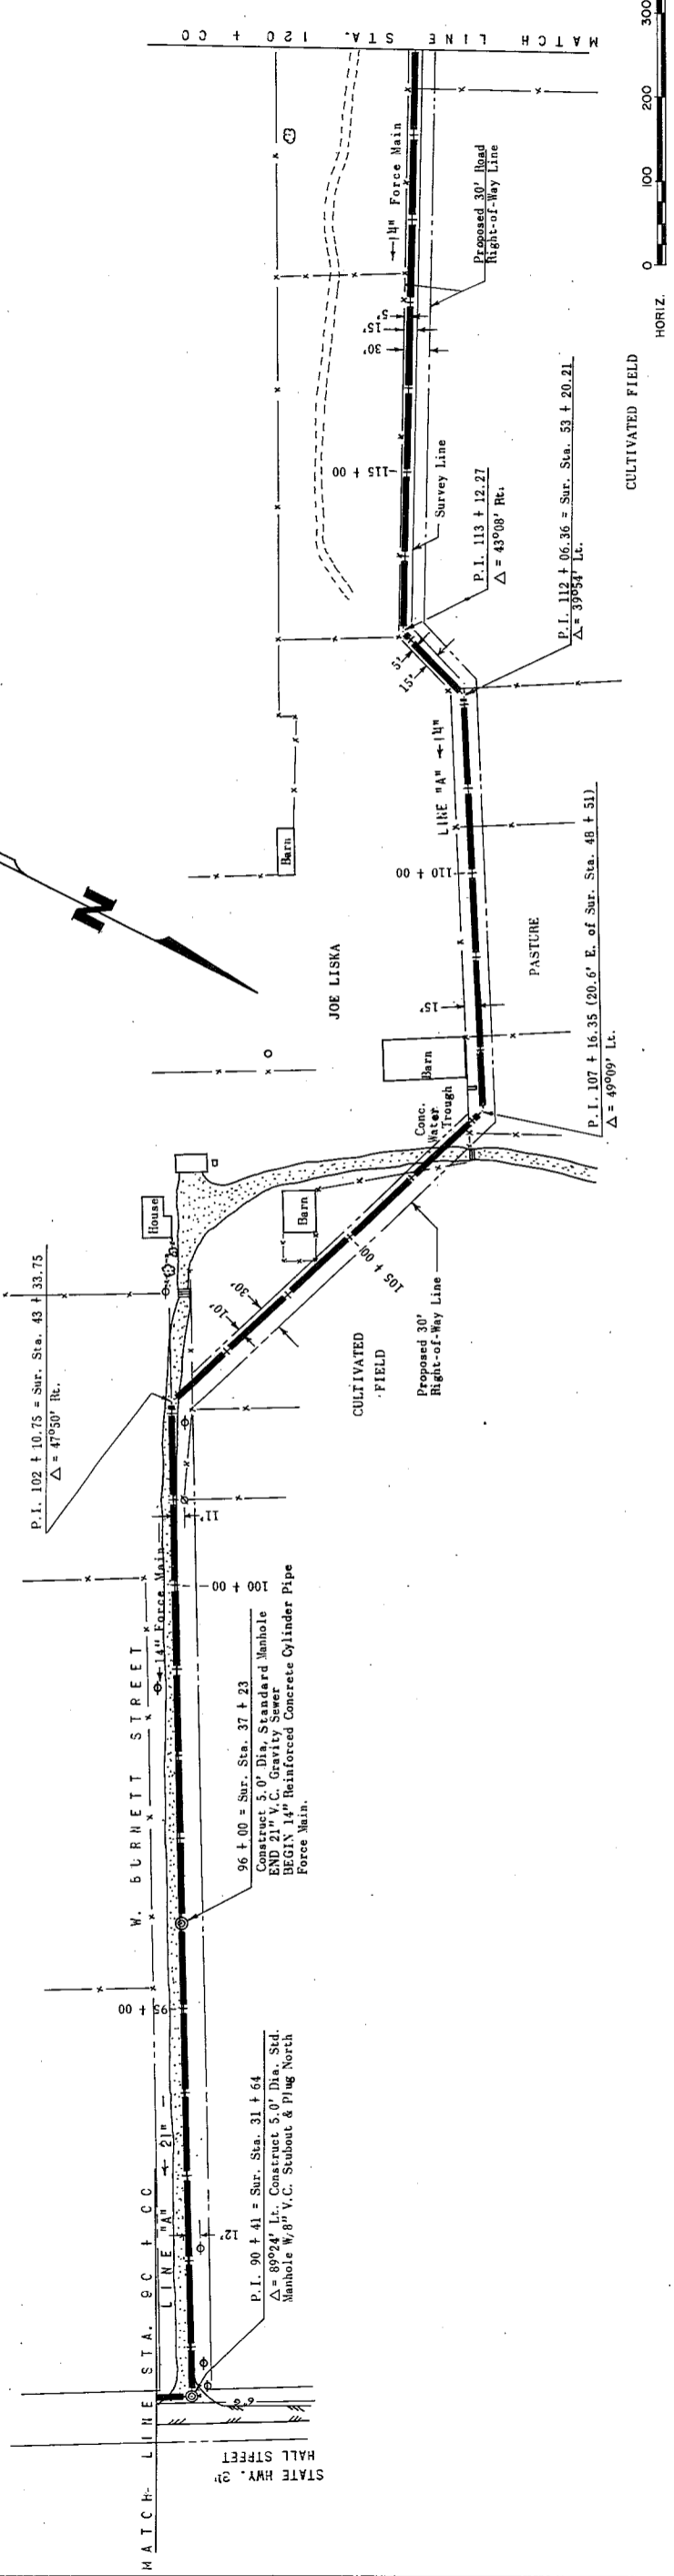 MATCH LINE STA. 90 + 00
LINE "A" ← 21"
STATE HWY. 21
HALL STREET
6" G
12'
P.I. 90 + 41 = Sur. Sta. 31 + 64
△ = 89°24' Lt. Construct 5.0' Dia. Std.
Manhole W/8" V.C. Stubout & Plug North
95 + 00
W. BURNETT STREET
96 + 00 = Sur. Sta. 37 + 23
Construct 5.0' Dia. Standard Manhole
END 21" V.C. Gravity Sewer
BEGIN 14" Reinforced Concrete Cylinder Pipe
Force Main.
← 14" Force Main
100 + 00
11'
P.I. 102 + 10.75 = Sur. Sta. 43 + 33.75
△ = 47°50' Rt.
House
10'
30'
Barn
105 + 00
CULTIVATED
FIELD
Proposed 30'
Right-of-Way Line
Conc.
Water
Trough
Barn
15'
JOE LISKA
N
P.I. 107 + 16.35 (20.6' E. of Sur. Sta. 48 + 51)
△ = 49°09' Lt.
PASTURE
Barn
110 + 00
LINE "A" ← 14"
P.I. 112 + 06.36 = Sur. Sta. 53 + 20.21
△ = 39°54' Lt.
15'
5'
P.I. 113 + 12.27
△ = 43°08' Rt.
Survey Line
115 + 00
CULTIVATED FIELD
30'
15'
5'
Proposed 30' Road
Right-of-Way Line
← 14" Force Main
MATCH LINE STA. 120 + 00
HORIZ.
0 100 200 300